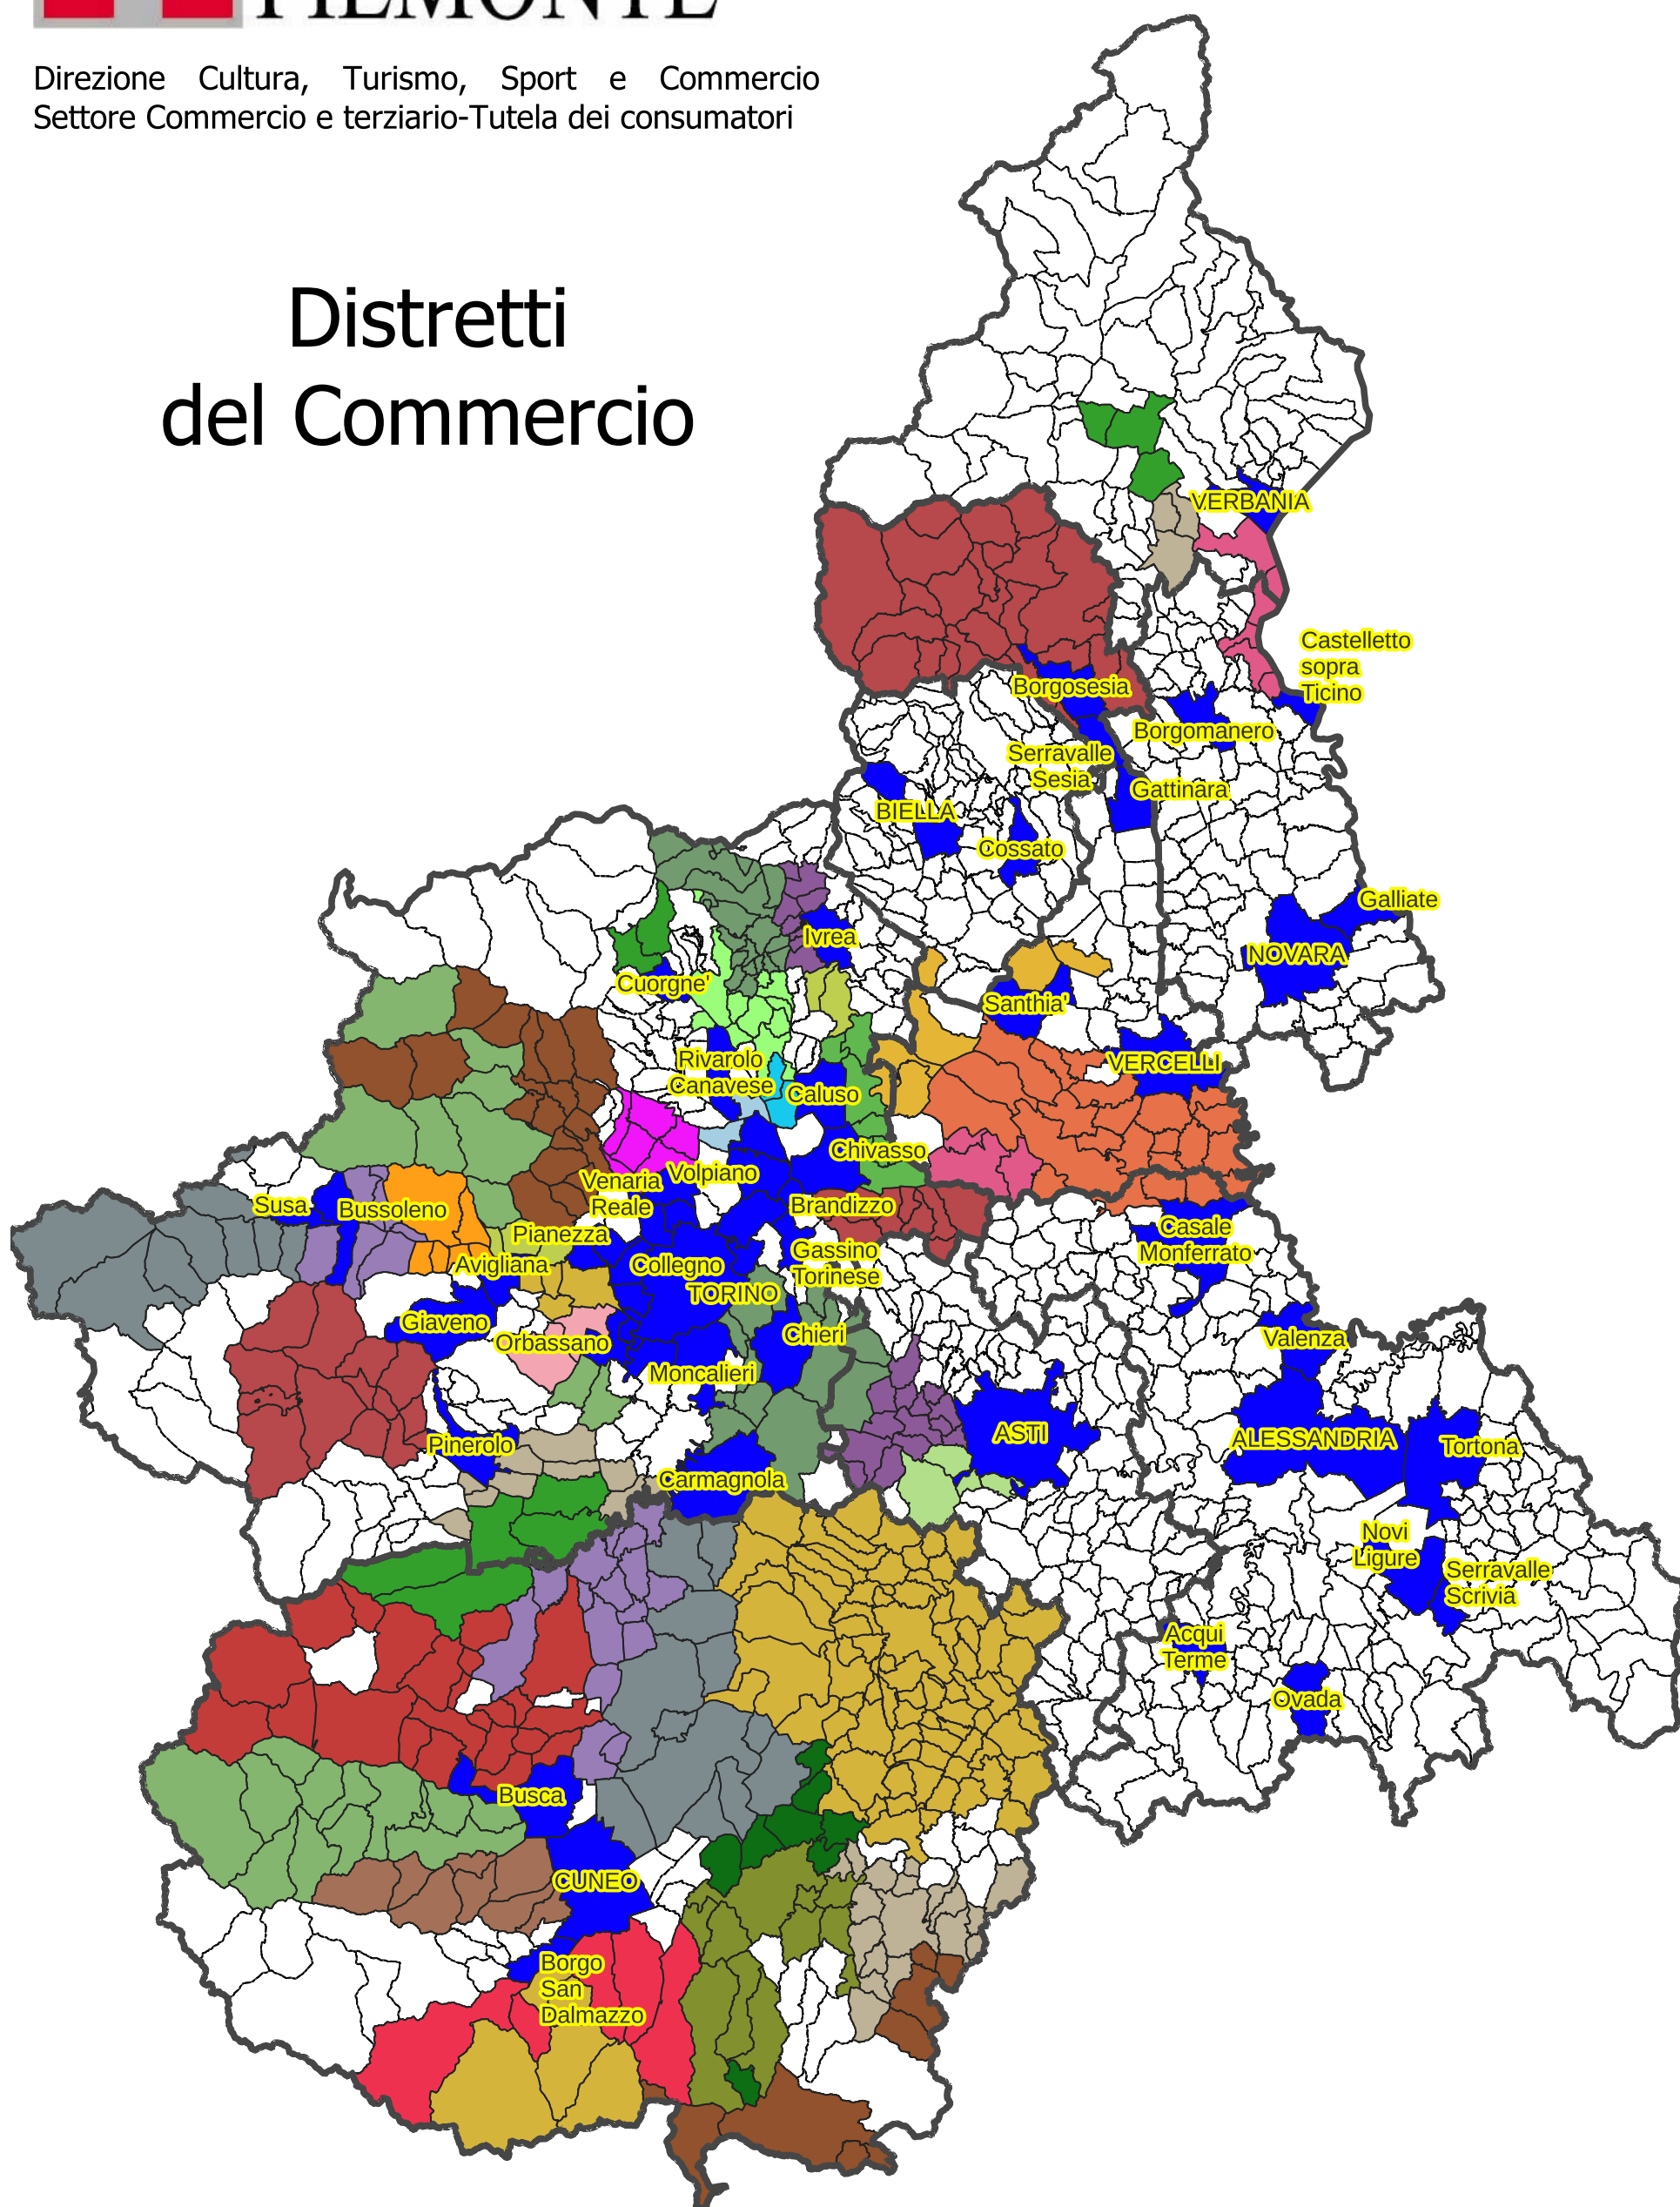 PIEMONTE
Direzione Cultura, Turismo, Sport e Commercio
Settore Commercio e terziario-Tutela dei consumatori
Distretti
del Commercio
VERBANIA
Castelletto
sopra
Ticino
Borgosesia
Borgomanero
Serravalle
Sesia
Gattinara
BIELLA
Cossato
Galliate
Ivrea
NOVARA
Cuorgne'
Santhia'
Rivarolo
Canavese
Caluso
VERCELLI
Chivasso
Volpiano
Venaria
Reale
Susa
Bussoleno
Brandizzo
Pianezza
Casale
Monferrato
Avigliana
Collegno
Gassino
Torinese
TORINO
Giaveno
Orbassano
Chieri
Valenza
Moncalieri
ASTI
ALESSANDRIA
Tortona
Pinerolo
Carmagnola
Novi
Ligure
Serravalle
Scrivia
Acqui
Terme
Ovada
Busca
CUNEO
Borgo
San
Dalmazzo